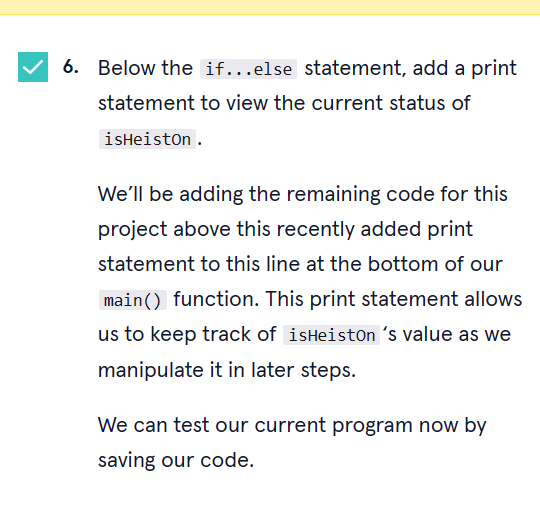 6. Below the if...else statement, add a print
statement to view the current status of
isHeistOn.
We’ll be adding the remaining code for this
project above this recently added print
statement to this line at the bottom of our
main() function. This print statement allows
us to keep track of isHeistOn ‘s value as we
manipulate it in later steps.
We can test our current program now by
saving our code.